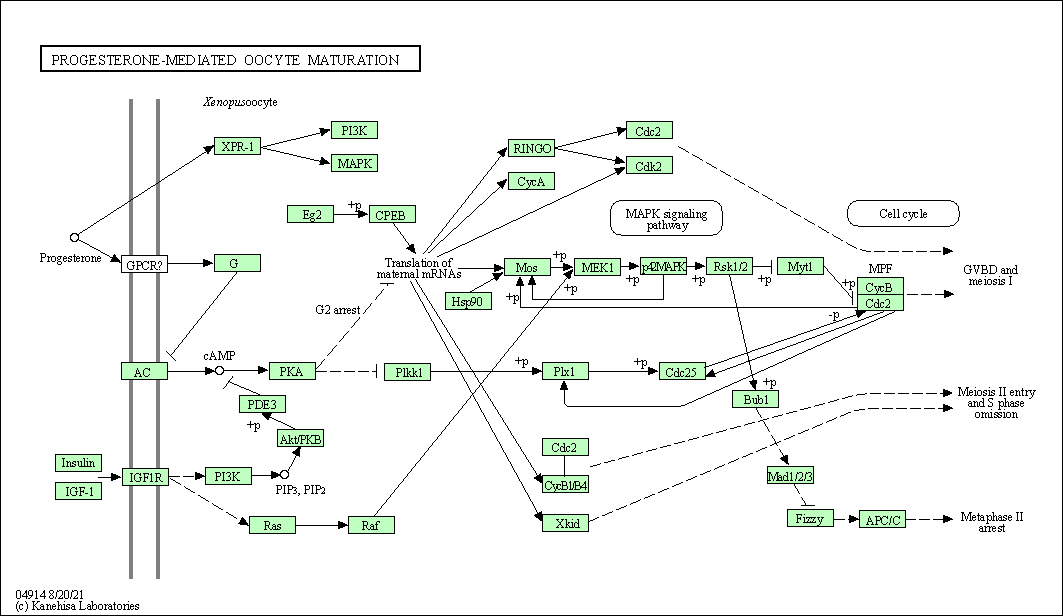 PROGESTERONE-MEDIATED OOCYTE MATURATION
Xenopusoocyte
XPR-1
PI3K
MAPK
RINGO
CycA
Cdc2
Cdk2
Eg2
+p
CPEB
MAPK signaling
pathway
Cell cycle
Progesterone
GPCR?
G
Translation of
maternal mRNAs
Mos
+p
MEK1
p42MAPK
Rsk1/2
Myt1
MPF
CycB
Cdc2
GVBD and
meiosis I
Hsp90
+p
+p
+p
+p
+p
+p
-p
G2 arrest
AC
cAMP
PKA
Plkk1
+p
Plx1
+p
Cdc25
PDE3
+p
Akt/PKB
+p
Bub1
Meiosis II entry
and S phase
omission
Insulin
IGF-1
IGF1R
PI3K
PIP3, PIP2
Cdc2
CycB1/B4
Mad1/2/3
Ras
Raf
Xkid
Fizzy
APC/C
Metaphase II
arrest
04914 8/20/21
(c) Kanehisa Laboratories